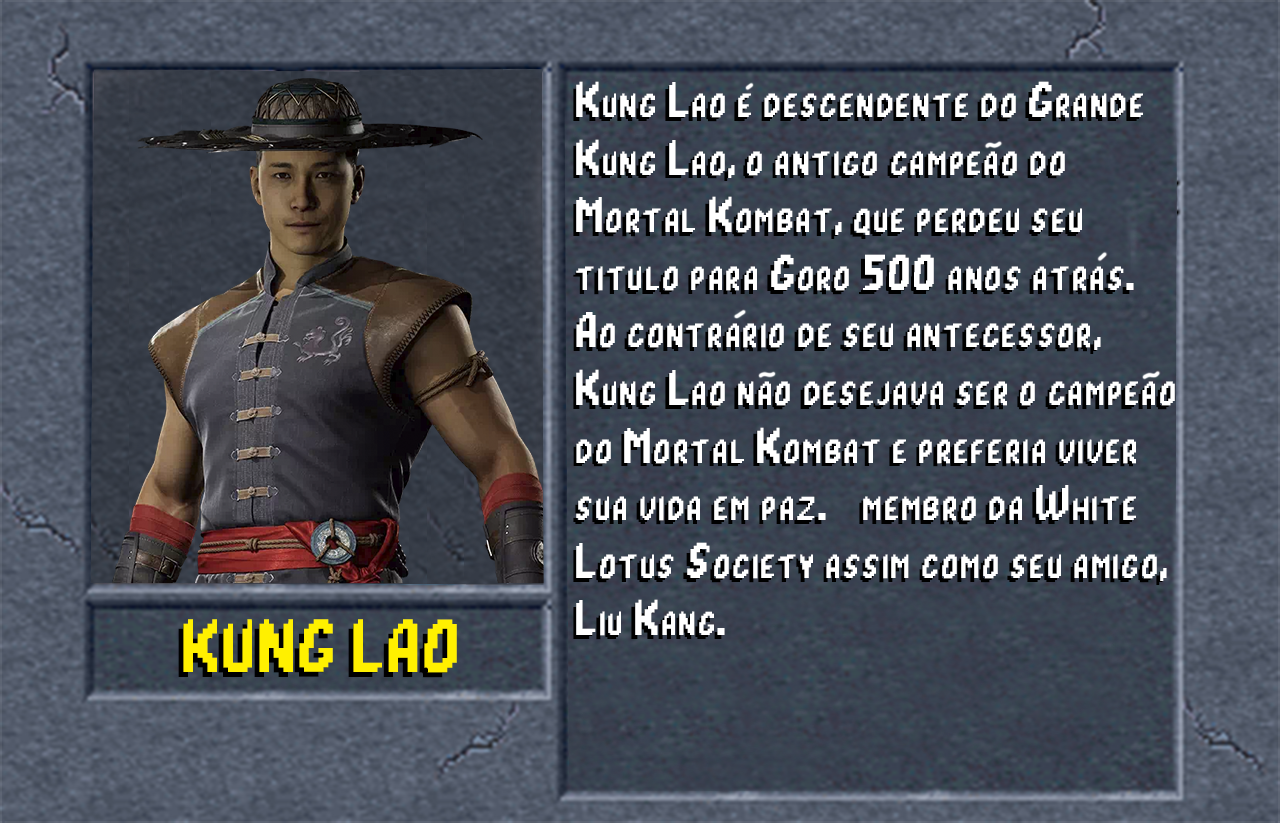 Kung Lao é descendente do Grande
Kung Lao, o antigo campeão do
Mortal Kombat, que perdeu seu
titulo para Goro 500 anos atrás.
Ao contrário de seu antecessor,
Kung Lao não desejava ser o campeão
do Mortal Kombat e preferia viver
sua vida em paz. membro da White
Lotus Society assim como seu amigo,
Liu Kang.
KUNG LAO